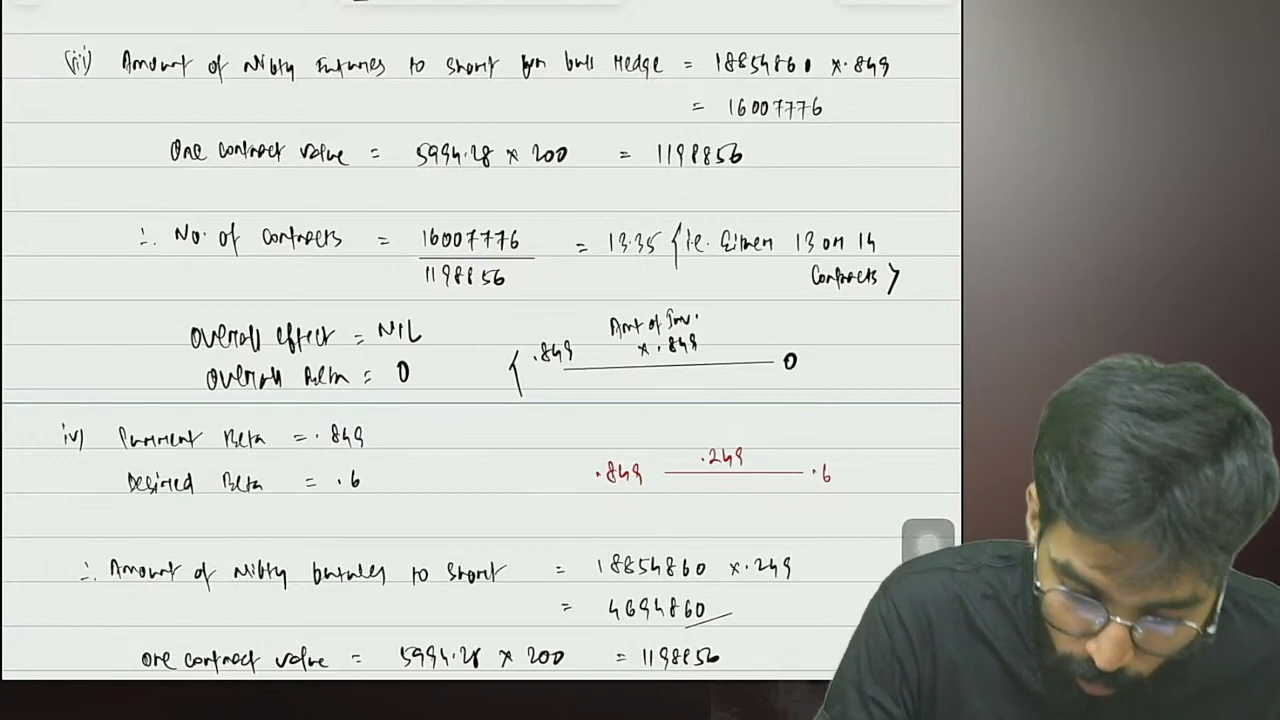 (iii) Amount of Nifty Futures to Short for full Hedge = 18854860 x .849
= 16007776
One contract value = 5994.28 x 200 = 1198856
∴ No. of Contracts = 16007776 / 1198856 = 13.35 {i.e. Either 13 or 14 Contracts}
Overall effect = NIL
Overall Beta = 0
{ .849 Amt of Inv. x .849 0
iv) Current Beta = .849
Desired Beta = .6
.849 .249 .6
∴ Amount of Nifty futures to Short = 18854860 x .249
= 4694860
One contract value = 5994.28 x 200 = 1198856